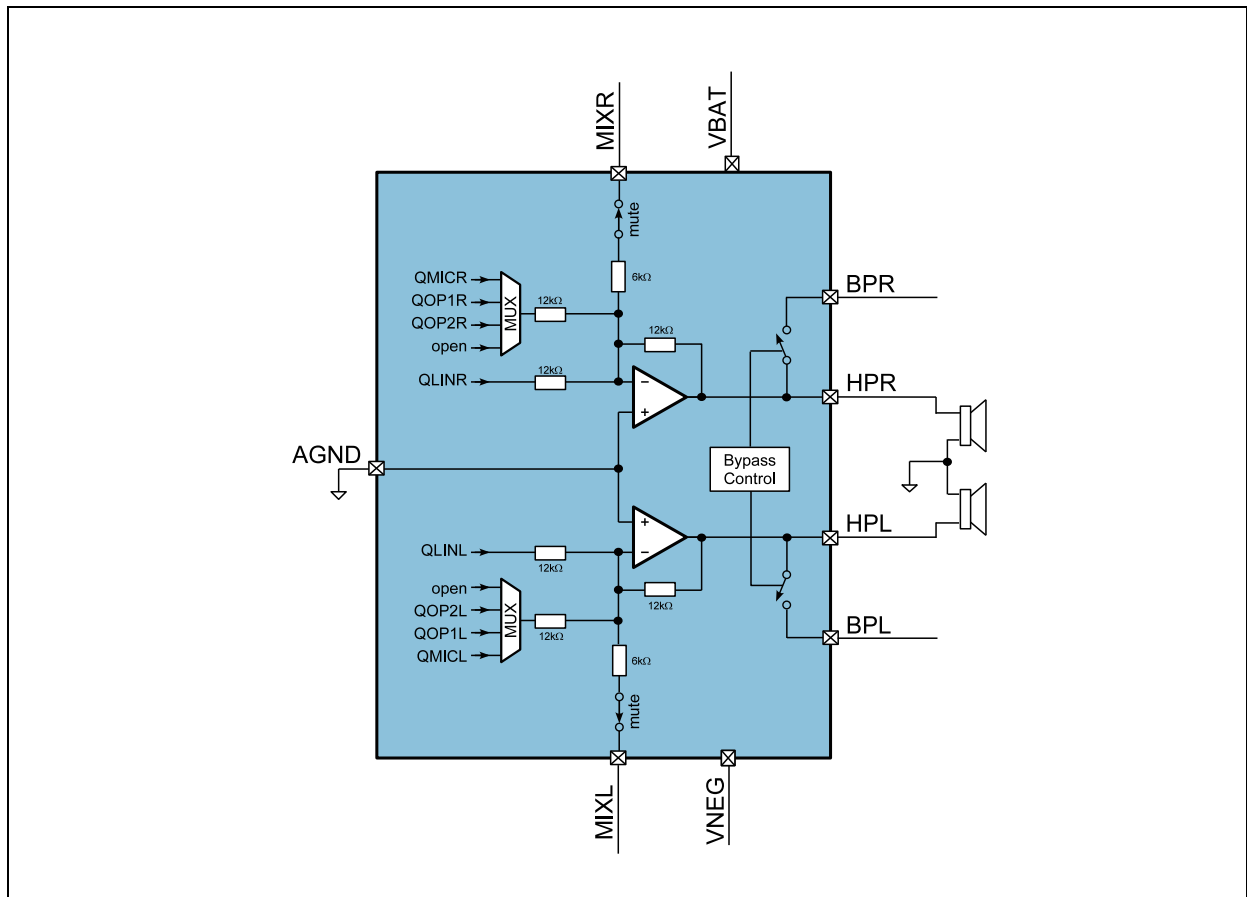 MIXR
VBAT
mute
6kΩ
QMICR
QOP1R
QOP2R
open
MUX
12kΩ
12kΩ
QLINR
12kΩ
−
+
BPR
HPR
AGND
Bypass
Control
+
−
HPL
QLINL
12kΩ
open
QOP2L
QOP1L
QMICL
MUX
12kΩ
12kΩ
6kΩ
mute
BPL
MIXL
VNEG